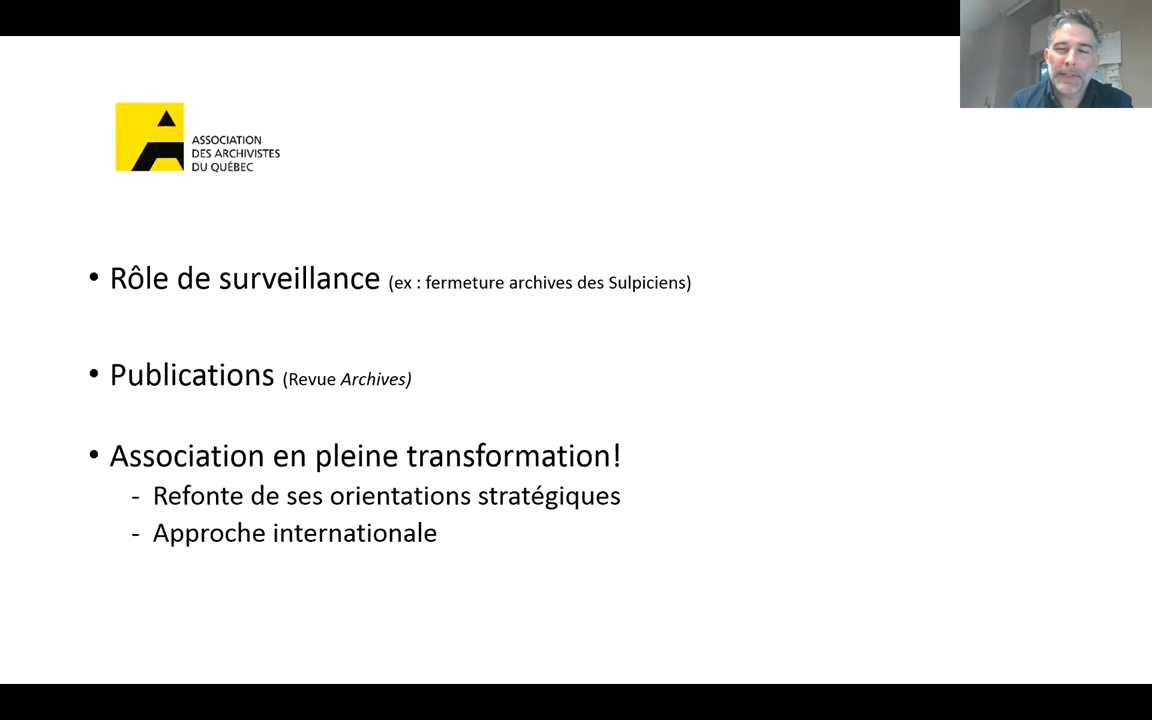 ASSOCIATION
DES ARCHIVISTES
DU QUÉBEC
• Rôle de surveillance (ex : fermeture archives des Sulpiciens)
• Publications (Revue Archives)
• Association en pleine transformation!
- Refonte de ses orientations stratégiques
- Approche internationale